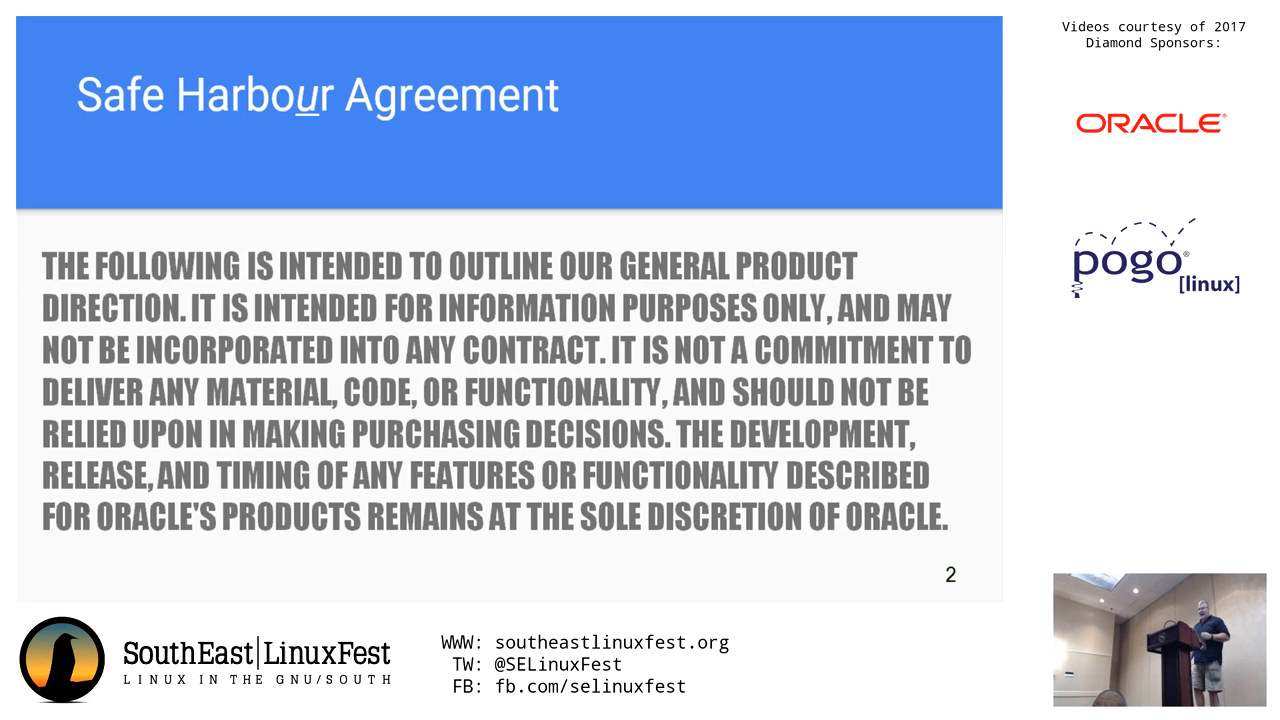 Safe Harbour Agreement
THE FOLLOWING IS INTENDED TO OUTLINE OUR GENERAL PRODUCT
DIRECTION. IT IS INTENDED FOR INFORMATION PURPOSES ONLY, AND MAY
NOT BE INCORPORATED INTO ANY CONTRACT. IT IS NOT A COMMITMENT TO
DELIVER ANY MATERIAL, CODE, OR FUNCTIONALITY, AND SHOULD NOT BE
RELIED UPON IN MAKING PURCHASING DECISIONS. THE DEVELOPMENT,
RELEASE, AND TIMING OF ANY FEATURES OR FUNCTIONALITY DESCRIBED
FOR ORACLE'S PRODUCTS REMAINS AT THE SOLE DISCRETION OF ORACLE.
2
Videos courtesy of 2017
Diamond Sponsors:
ORACLE®
pogo®
[linux]
SouthEast|LinuxFest
LINUX IN THE GNU/SOUTH
WWW: southeastlinuxfest.org
TW: @SELinuxFest
FB: fb.com/selinuxfest